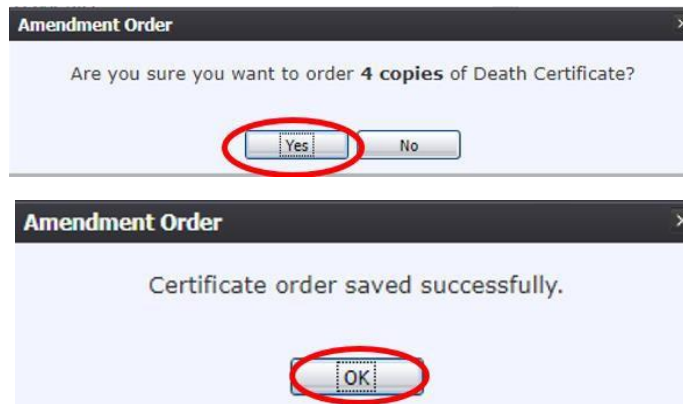 Amendment Order
Are you sure you want to order 4 copies of Death Certificate?
Yes No
Amendment Order
Certificate order saved successfully.
OK